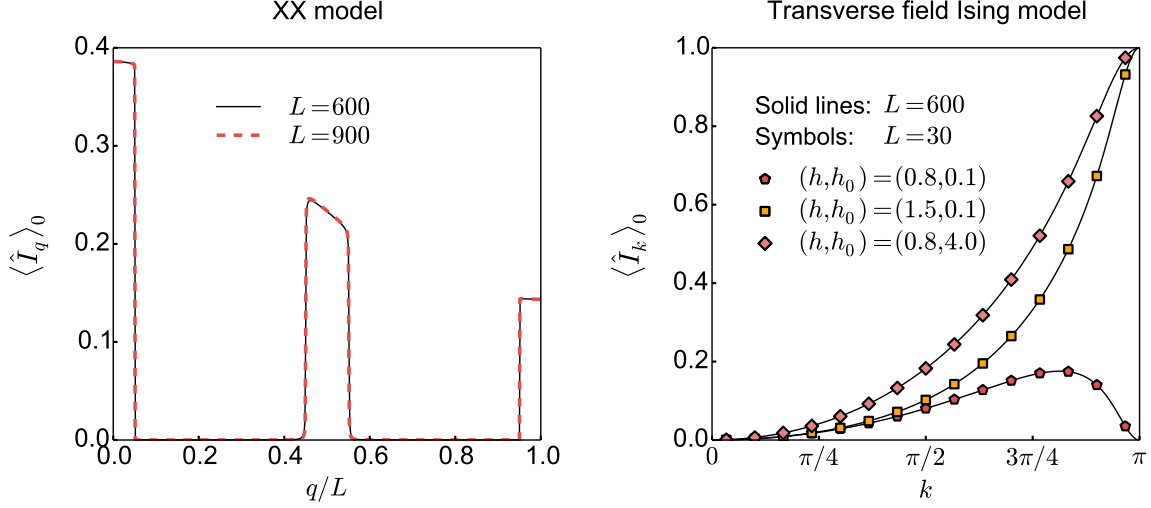 XX model
0.4
0.3
0.2
0.1
0.0
0.0 0.2 0.4 0.6 0.8 1.0
q/L
⟨Î_q⟩_0
L=600
L=900
Transverse field Ising model
1.0
0.8
0.6
0.4
0.2
0.0
0 π/4 π/2 3π/4 π
k
⟨Î_k⟩_0
Solid lines: L=600
Symbols: L=30
(h,h_0)=(0.8,0.1)
(h,h_0)=(1.5,0.1)
(h,h_0)=(0.8,4.0)